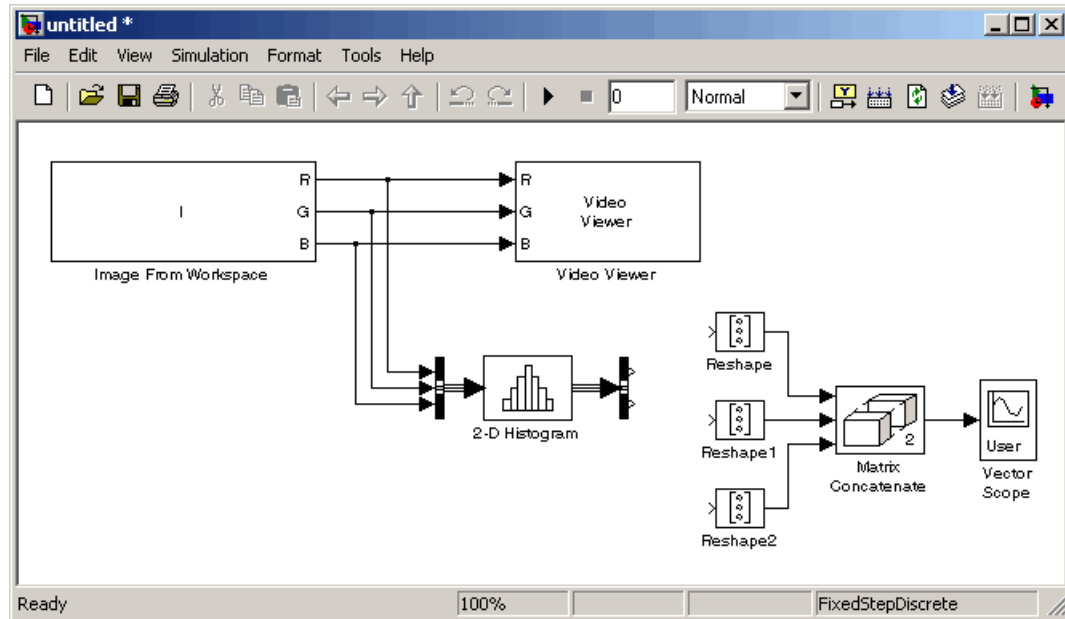 untitled *
File Edit View Simulation Format Tools Help
0 Normal
R R
I Video
G G Viewer
B B
Image From Workspace Video Viewer
Reshape
2-D Histogram
Reshape1
2
User
Matrix
Concatenate
Vector
Scope
Reshape2
Ready 100% FixedStepDiscrete